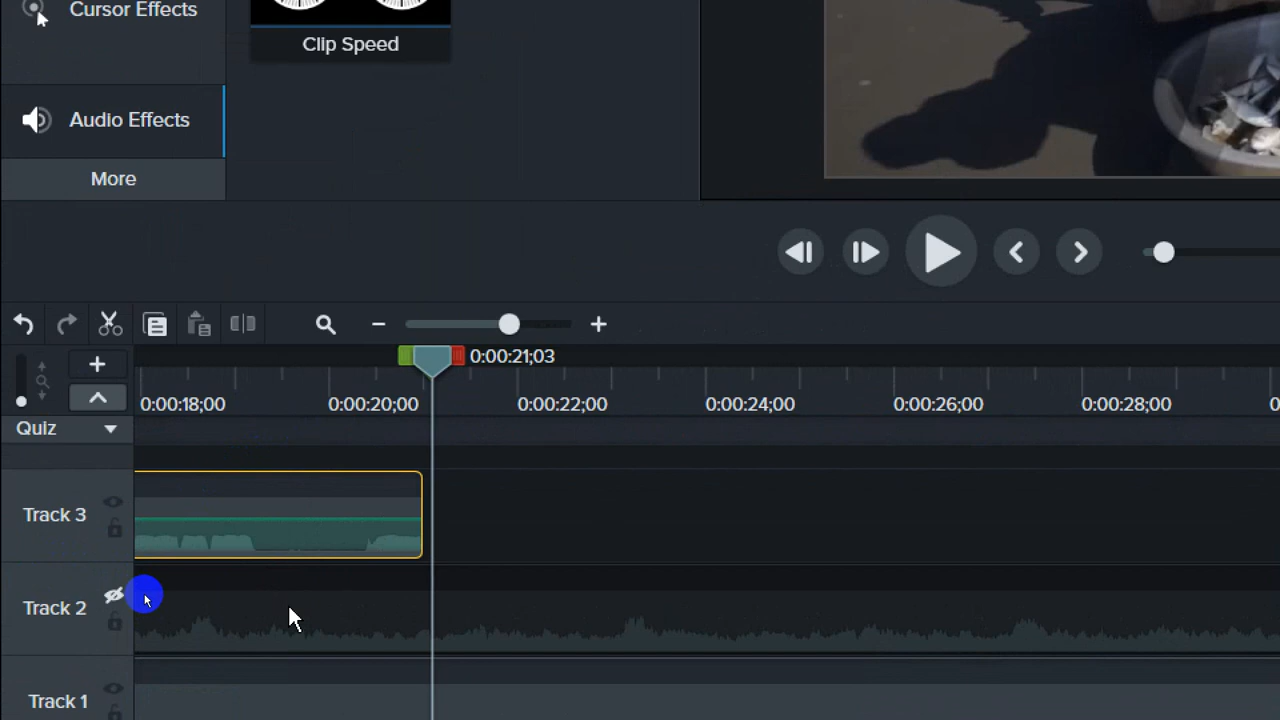 Cursor Effects
Clip Speed
Audio Effects
More
0:00:21;03
0:00:18;00 0:00:20;00 0:00:22;00 0:00:24;00 0:00:26;00 0:00:28;00
Quiz
Track 3
Track 2
Track 1